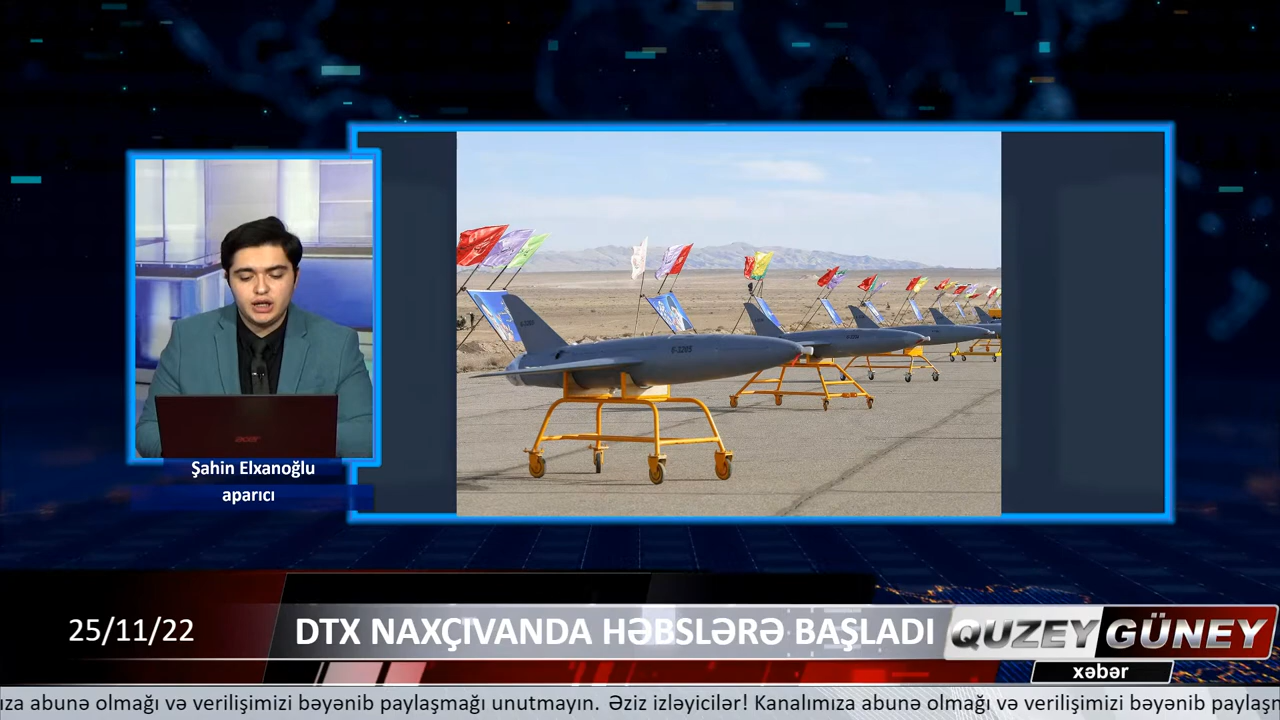 acer
Şahin Elxanoğlu
aparıcı
25/11/22
DTX NAXÇIVANDA HƏBSLƏRƏ BAŞLADI
QUZEY GÜNEY
xəbər
ıza abunə olmağı və verilişimizi bəyənib paylaşmağı unutmayın. Əziz izləyicilər! Kanalımıza abunə olmağı və verilişimizi bəyənib paylaşm